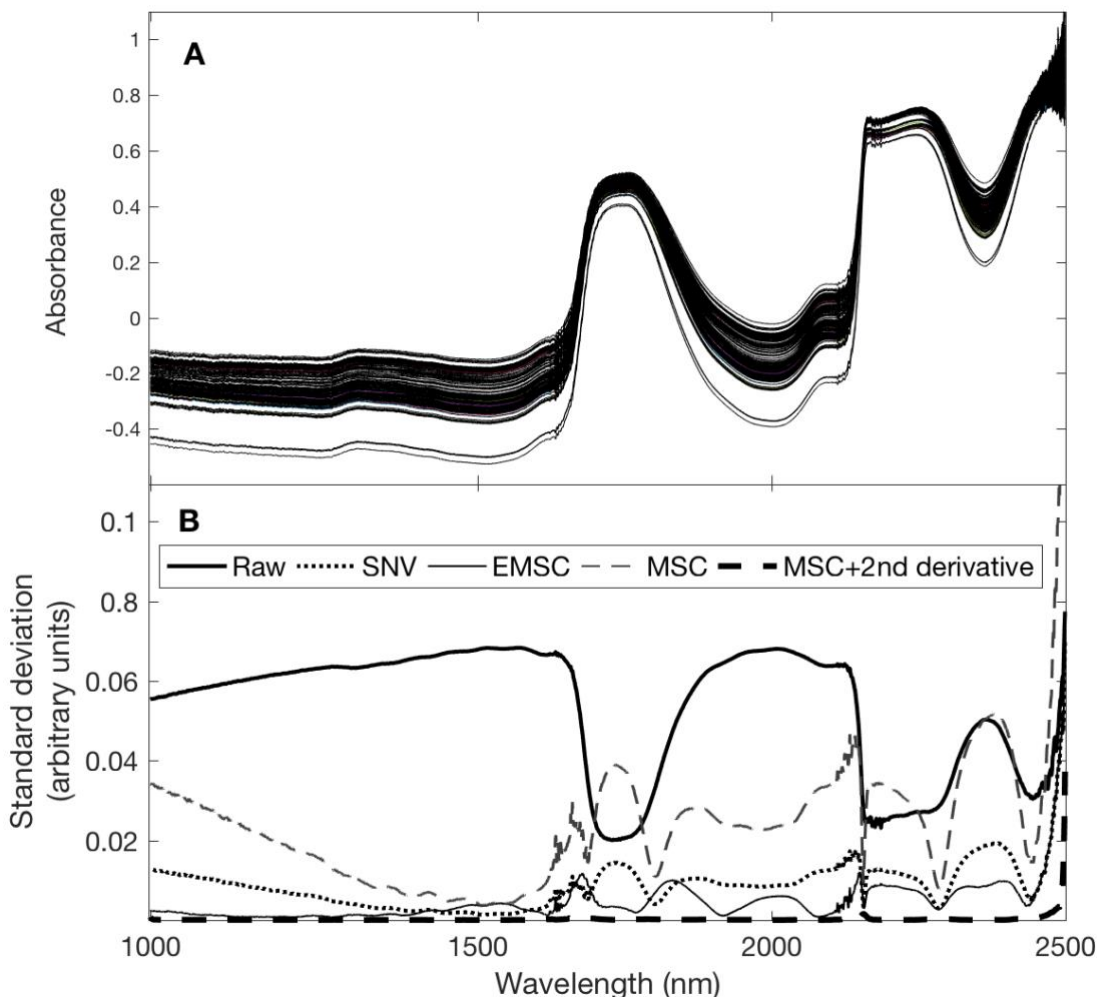 A
1
0.8
0.6
0.4
0.2
0
-0.2
-0.4
Absorbance
B
0.1
0.8
0.06
0.04
0.02
Raw SNV EMSC MSC MSC+2nd derivative
Standard deviation
(arbitrary units)
1000 1500 2000 2500
Wavelength (nm)